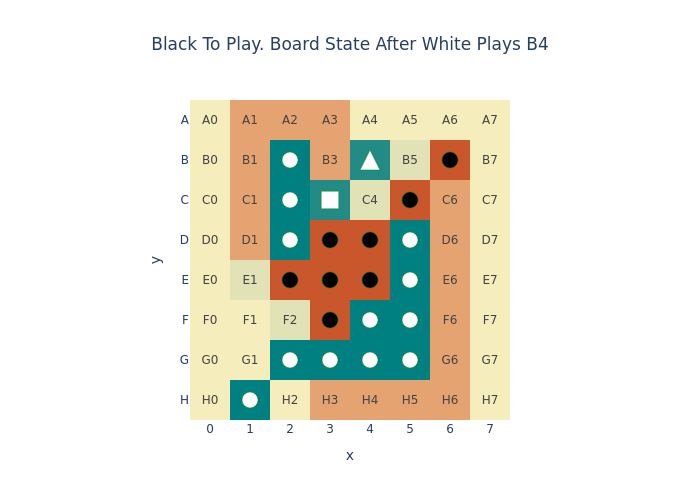 Black To Play. Board State After White Plays B4
A A0 A1 A2 A3 A4 A5 A6 A7
B B0 B1 B3 B5 B7
C C0 C1 C4 C6 C7
D D0 D1 D6 D7
E E0 E1 E6 E7
F F0 F1 F2 F6 F7
G G0 G1 G6 G7
H H0 H2 H3 H4 H5 H6 H7
0 1 2 3 4 5 6 7
x
y